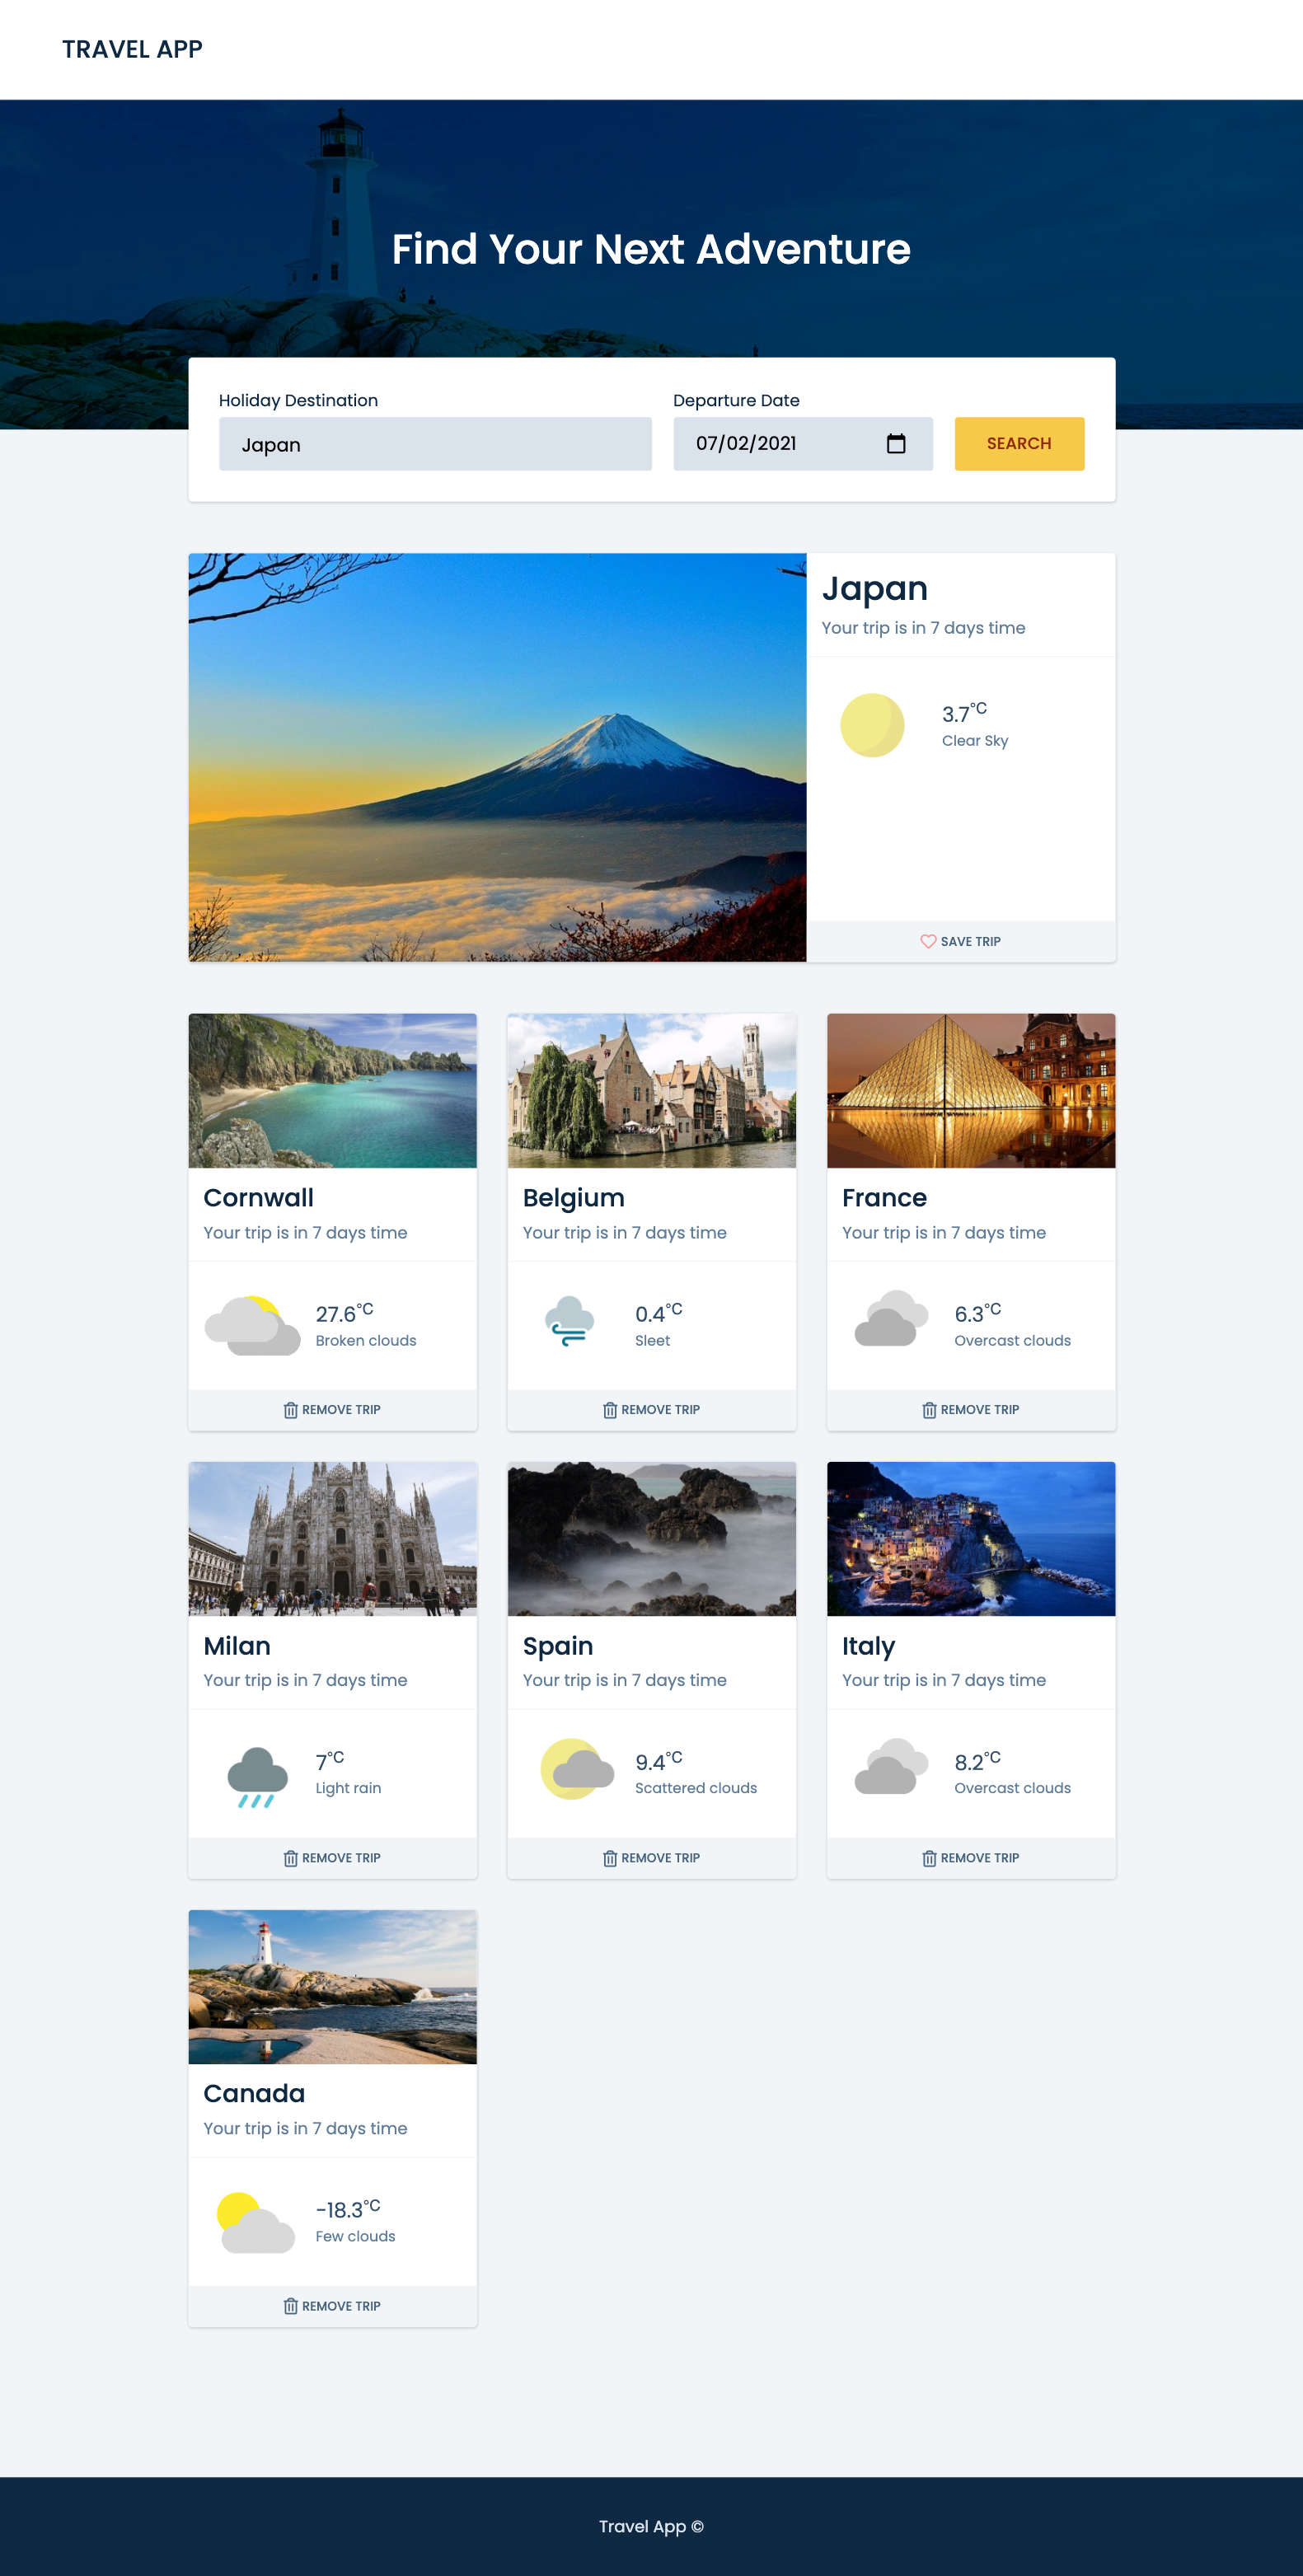 TRAVEL APP
Find Your Next Adventure
Holiday Destination
Departure Date
Japan
07/02/2021
SEARCH
Japan
Your trip is in 7 days time
3.7°C
Clear Sky
SAVE TRIP
Cornwall
Your trip is in 7 days time
27.6°C
Broken clouds
REMOVE TRIP
Belgium
Your trip is in 7 days time
0.4°C
Sleet
REMOVE TRIP
France
Your trip is in 7 days time
6.3°C
Overcast clouds
REMOVE TRIP
Milan
Your trip is in 7 days time
7°C
Light rain
REMOVE TRIP
Spain
Your trip is in 7 days time
9.4°C
Scattered clouds
REMOVE TRIP
Italy
Your trip is in 7 days time
8.2°C
Overcast clouds
REMOVE TRIP
Canada
Your trip is in 7 days time
-18.3°C
Few clouds
REMOVE TRIP
Travel App ©